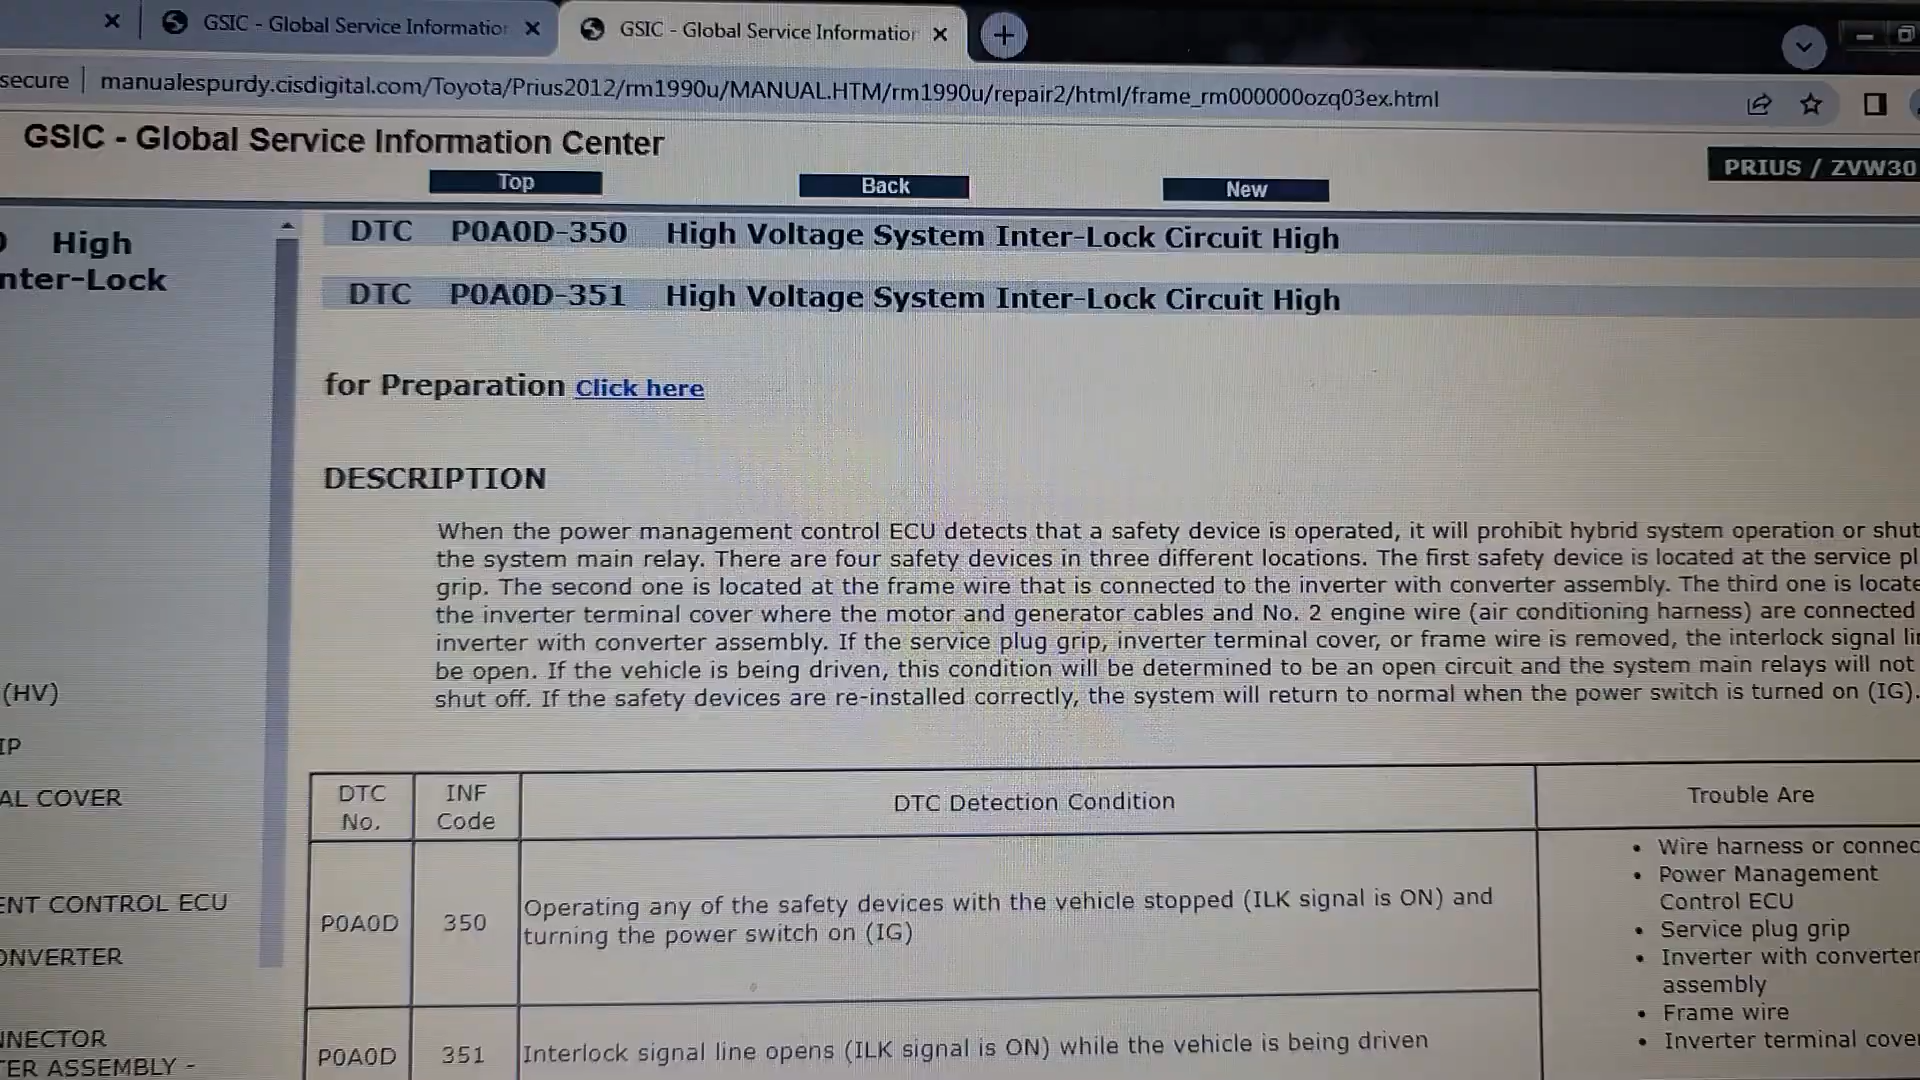 GSIC - Global Service Information
GSIC - Global Service Information
secure | manualespurdy.cisdigital.com/Toyota/Prius2012/rm1990u/MANUAL.HTM/rm1990u/repair2/html/frame_rm000000ozq03ex.html
GSIC - Global Service Information Center
PRIUS / ZVW30
Top Back New
High
nter-Lock
(HV)
IP
AL COVER
ENT CONTROL ECU
ONVERTER
NNECTOR
TER ASSEMBLY -
DTC P0A0D-350 High Voltage System Inter-Lock Circuit High
DTC P0A0D-351 High Voltage System Inter-Lock Circuit High
for Preparation Click here
DESCRIPTION
When the power management control ECU detects that a safety device is operated, it will prohibit hybrid system operation or shut
the system main relay. There are four safety devices in three different locations. The first safety device is located at the service pl
grip. The second one is located at the frame wire that is connected to the inverter with converter assembly. The third one is locate
the inverter terminal cover where the motor and generator cables and No. 2 engine wire (air conditioning harness) are connected
inverter with converter assembly. If the service plug grip, inverter terminal cover, or frame wire is removed, the interlock signal li
be open. If the vehicle is being driven, this condition will be determined to be an open circuit and the system main relays will not
shut off. If the safety devices are re-installed correctly, the system will return to normal when the power switch is turned on (IG).
DTC No. INF Code DTC Detection Condition Trouble Are
P0A0D 350 Operating any of the safety devices with the vehicle stopped (ILK signal is ON) and
turning the power switch on (IG)
P0A0D 351 Interlock signal line opens (ILK signal is ON) while the vehicle is being driven
• Wire harness or connec
• Power Management
Control ECU
• Service plug grip
• Inverter with converter
assembly
• Frame wire
• Inverter terminal cove